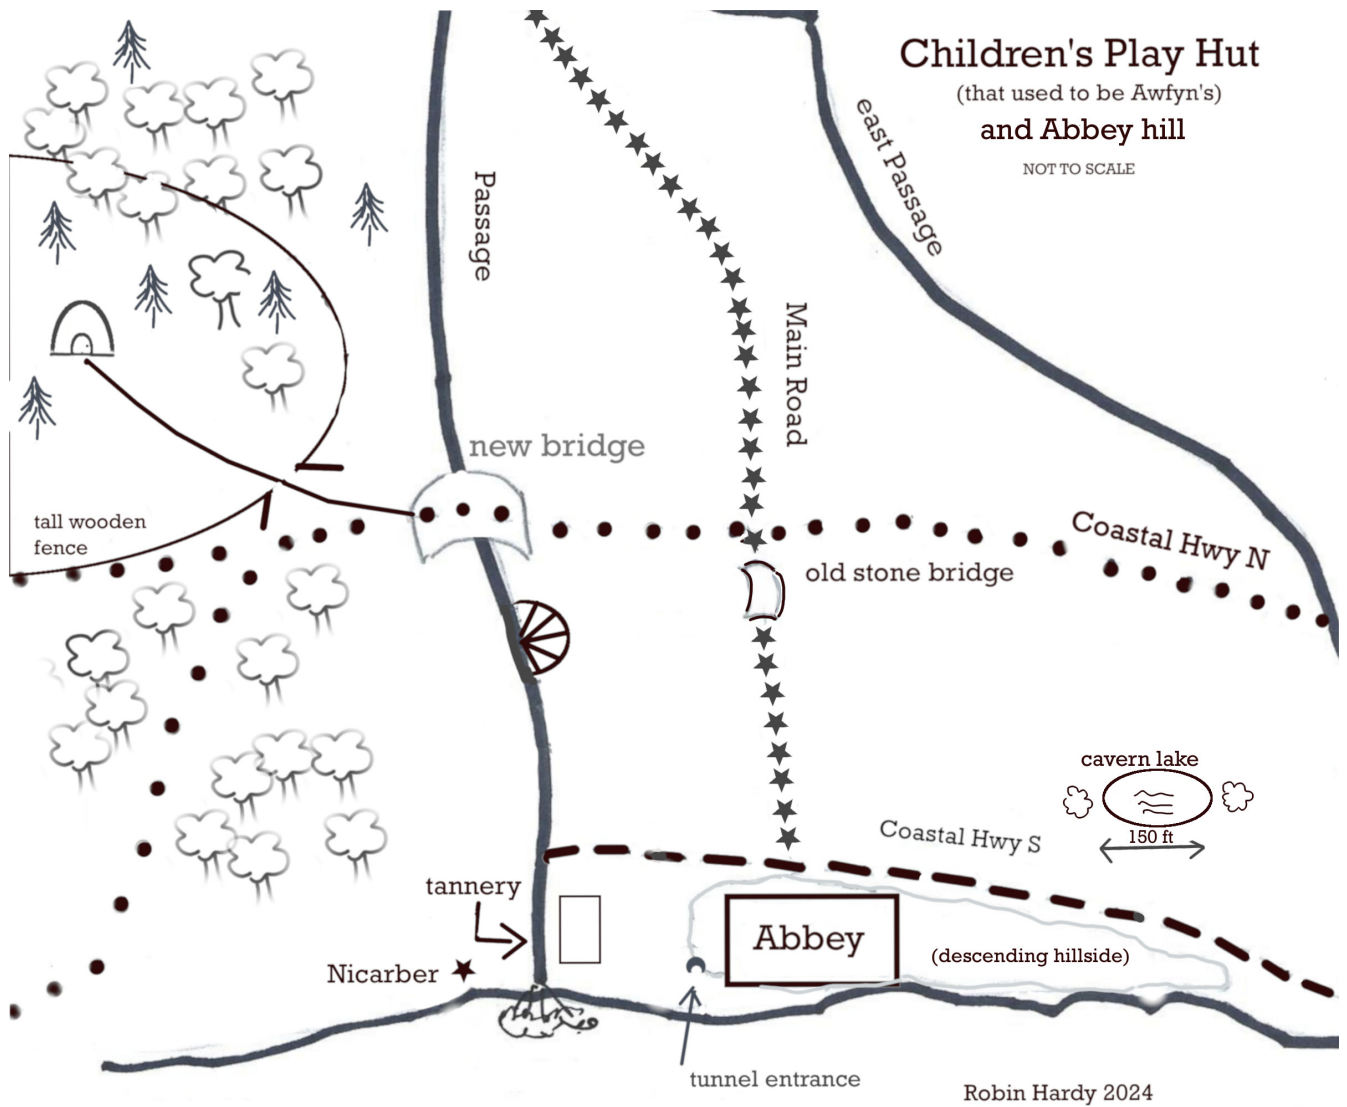 Children's Play Hut
(that used to be Awfyn's)
and Abbey hill
NOT TO SCALE
east Passage
Passage
Main Road
new bridge
tall wooden
fence
Coastal Hwy N
old stone bridge
cavern lake
150 ft
Coastal Hwy S
tannery
Abbey
(descending hillside)
Nicarber
tunnel entrance
Robin Hardy 2024